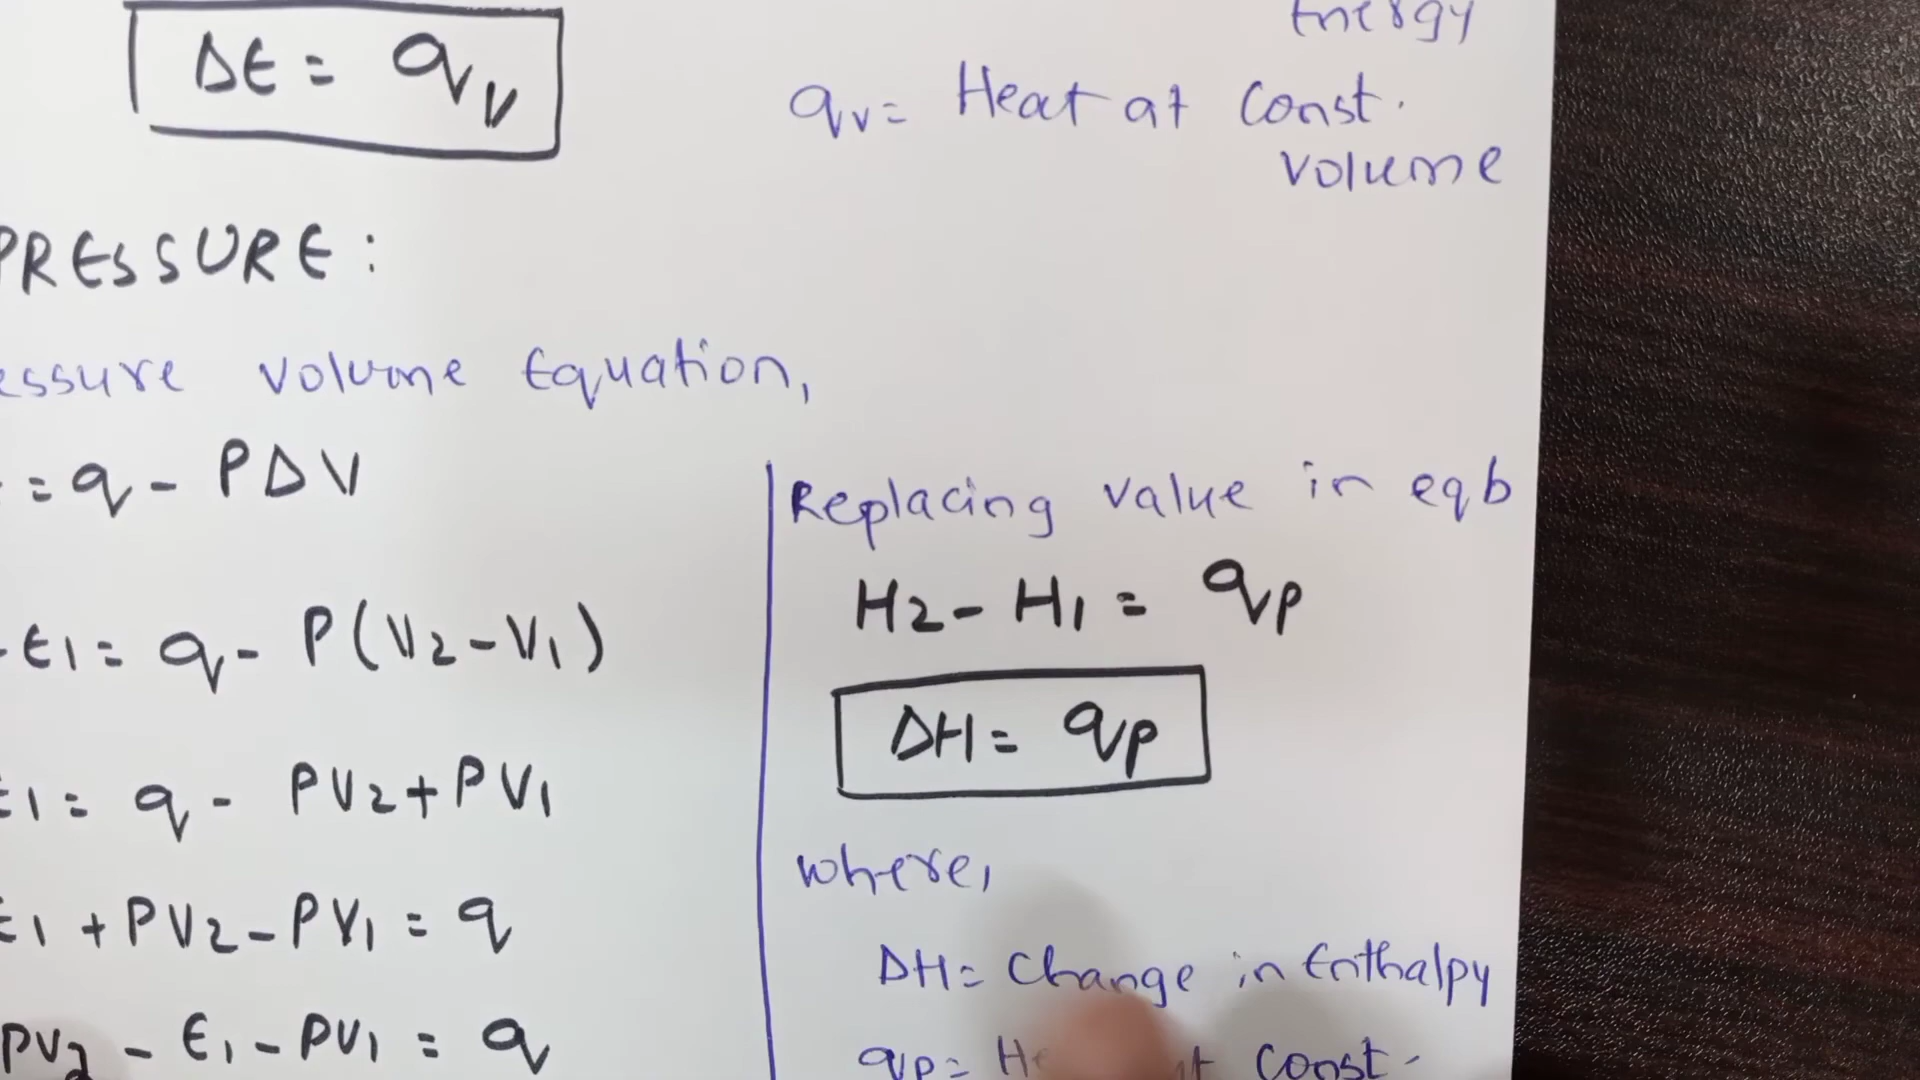 ΔE = qv
Energy
qv = Heat at Const.
volume
PRESSURE:
essure volume Equation,
= q - PΔV
- E1 = q - P(V2-V1)
E1 = q - PV2 + PV1
E1 + PV2 - PV1 = q
PV2 - E1 - PV1 = q
Replacing value in eqb
H2 - H1 = qp
ΔH = qp
where,
ΔH = Change in Enthalpy
qp = const.